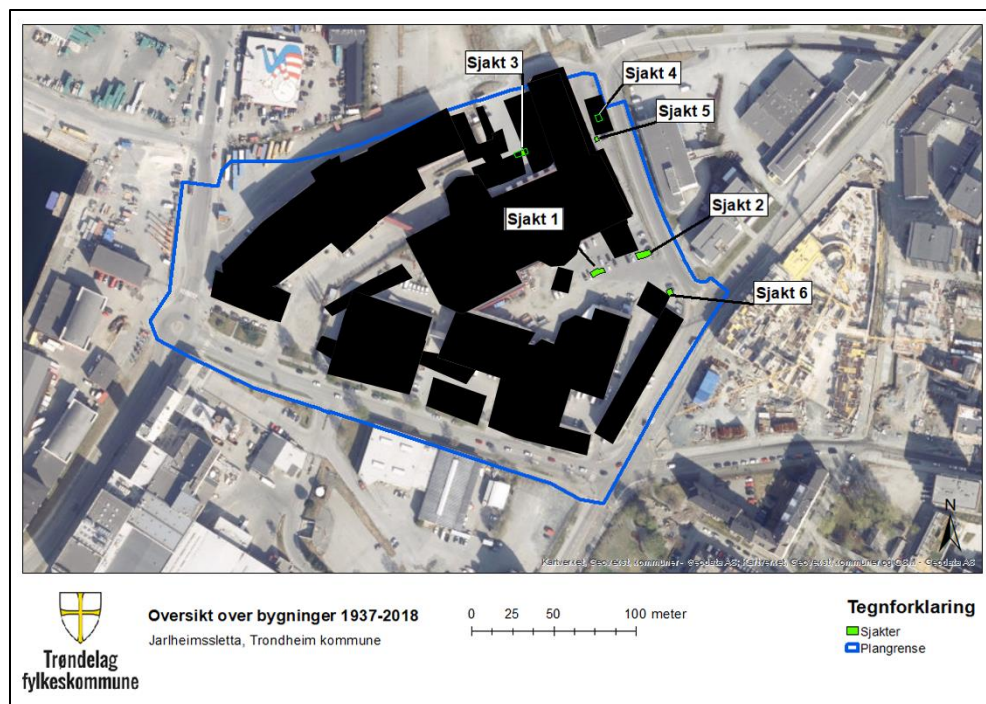 Sjakt 3
Sjakt 4
Sjakt 5
Sjakt 1
Sjakt 2
Sjakt 6
N
Trøndelag
fylkeskommune
Oversikt over bygninger 1937-2018
Jarlheimssletta, Trondheim kommune
0 25 50 100 meter
Tegnforklaring
Sjakter
Plangrense